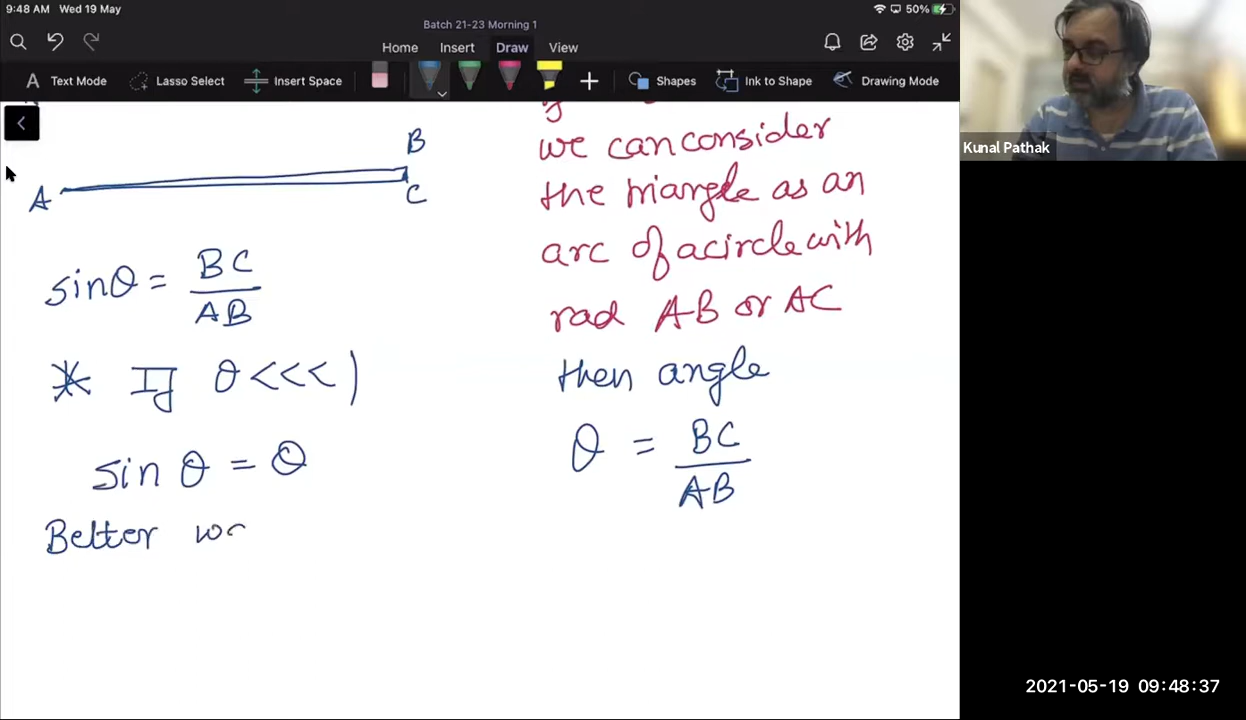 9:48 AM Wed 19 May
50%
Batch 21-23 Morning 1
Home Insert Draw View
Text Mode Lasso Select Insert Space Shapes Ink to Shape Drawing Mode
B
A
C
sinθ = BC/AB
* If θ<<<1
sin θ = θ
Better
we can consider
the triangle as an
arc of a circle with
rad AB or AC
then angle
θ = BC/AB
Kunal Pathak
2021-05-19 09:48:37